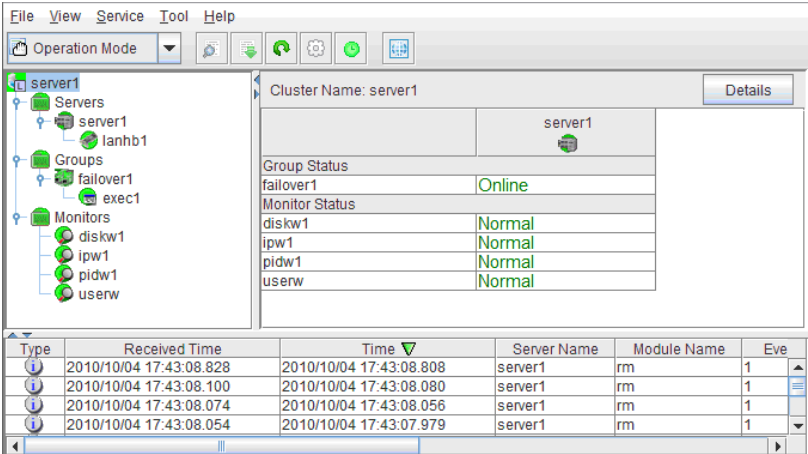 File View Service Tool Help
Operation Mode
server1
Servers
server1
lanhb1
Groups
failover1
exec1
Monitors
diskw1
ipw1
pidw1
userw
Cluster Name: server1 Details
server1
Group Status
failover1 Online
Monitor Status
diskw1 Normal
ipw1 Normal
pidw1 Normal
userw Normal
Type Received Time Time Server Name Module Name Eve
2010/10/04 17:43:08.828 2010/10/04 17:43:08.808 server1 rm 1
2010/10/04 17:43:08.100 2010/10/04 17:43:08.080 server1 rm 1
2010/10/04 17:43:08.074 2010/10/04 17:43:08.056 server1 rm 1
2010/10/04 17:43:08.054 2010/10/04 17:43:07.979 server1 rm 1